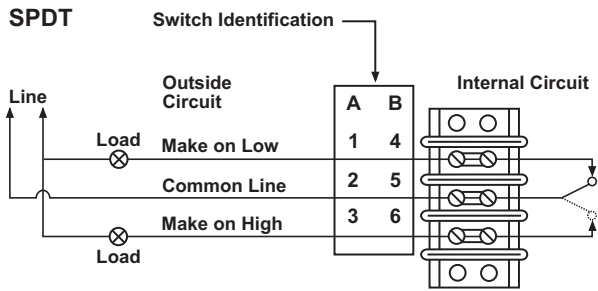 SPDT
Switch Identification
Line
Outside
Circuit
Internal Circuit
A B
Load
Make on Low
1 4
Common Line
2 5
Make on High
3 6
Load